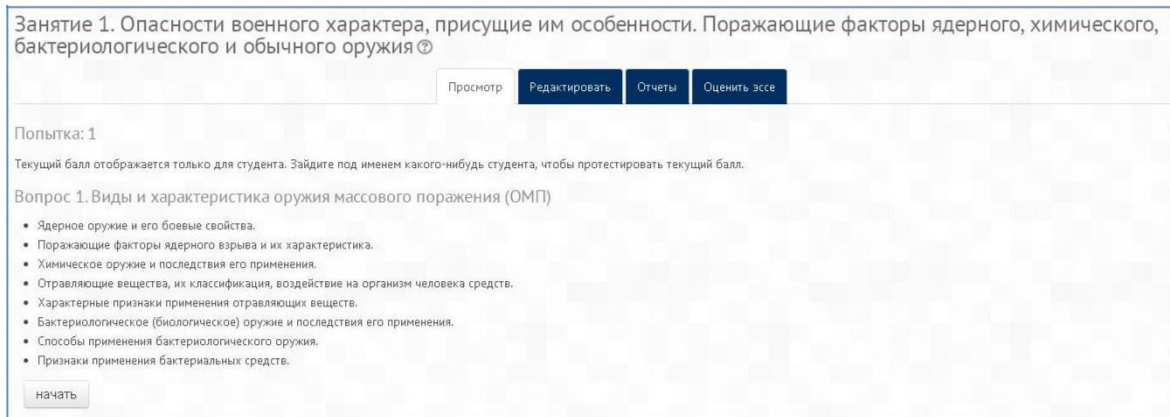 Занятие 1. Опасности военного характера, присущие им особенности. Поражающие факторы ядерного, химического,
бактериологического и обычного оружия
Просмотр Редактировать Отчеты Оценить эссе
Попытка: 1
Текущий балл отображается только для студента. Зайдите под именем какого-нибудь студента, чтобы протестировать текущий балл.
Вопрос 1. Виды и характеристика оружия массового поражения (ОМП)
• Ядерное оружие и его боевые свойства.
• Поражающие факторы ядерного взрыва и их характеристика.
• Химическое оружие и последствия его применения.
• Отравляющие вещества, их классификация, воздействие на организм человека средств.
• Характерные признаки применения отравляющих веществ.
• Бактериологическое (биологическое) оружие и последствия его применения.
• Способы применения бактериологического оружия.
• Признаки применения бактериальных средств.
начать